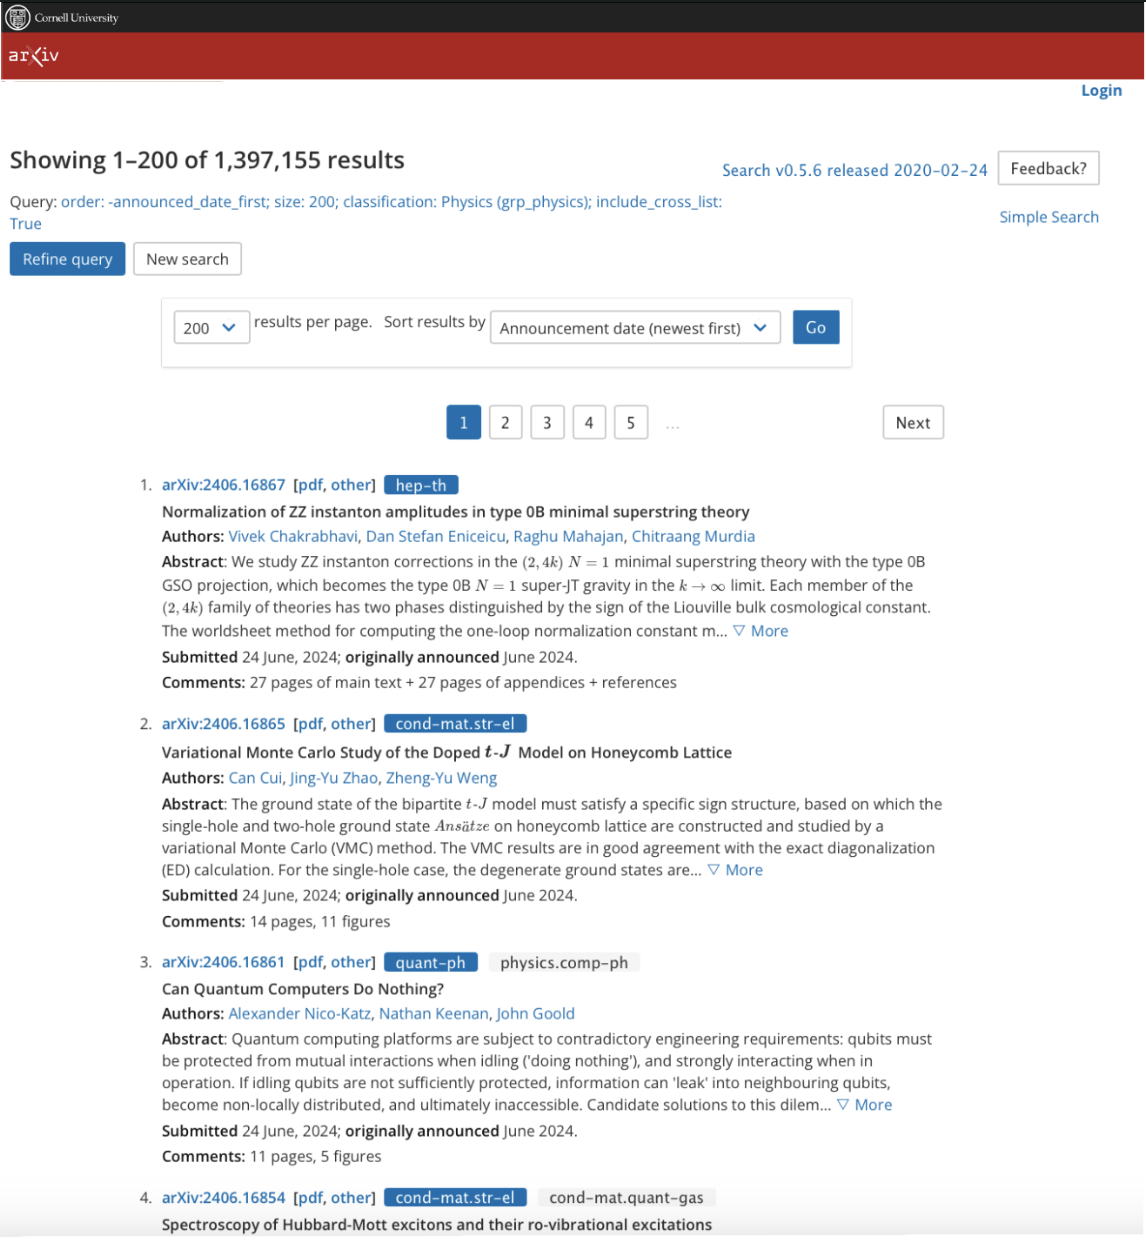 Cornell University
arXiv
Login
Showing 1–200 of 1,397,155 results
Search v0.5.6 released 2020-02-24
Feedback?
Query: order: -announced_date_first; size: 200; classification: Physics (grp_physics); include_cross_list:
True
Simple Search
Refine query
New search
200 results per page. Sort results by Announcement date (newest first) Go
1 2 3 4 5 ... Next
1. arXiv:2406.16867 [pdf, other] hep-th
Normalization of ZZ instanton amplitudes in type 0B minimal superstring theory
Authors: Vivek Chakrabhavi, Dan Stefan Eniceicu, Raghu Mahajan, Chitraang Murdia
Abstract: We study ZZ instanton corrections in the (2, 4k) N = 1 minimal superstring theory with the type 0B
GSO projection, which becomes the type 0B N = 1 super-JT gravity in the k → ∞ limit. Each member of the
(2, 4k) family of theories has two phases distinguished by the sign of the Liouville bulk cosmological constant.
The worldsheet method for computing the one-loop normalization constant m... ▽ More
Submitted 24 June, 2024; originally announced June 2024.
Comments: 27 pages of main text + 27 pages of appendices + references
2. arXiv:2406.16865 [pdf, other] cond-mat.str-el
Variational Monte Carlo Study of the Doped t-J Model on Honeycomb Lattice
Authors: Can Cui, Jing-Yu Zhao, Zheng-Yu Weng
Abstract: The ground state of the bipartite t-J model must satisfy a specific sign structure, based on which the
single-hole and two-hole ground state Ansätze on honeycomb lattice are constructed and studied by a
variational Monte Carlo (VMC) method. The VMC results are in good agreement with the exact diagonalization
(ED) calculation. For the single-hole case, the degenerate ground states are... ▽ More
Submitted 24 June, 2024; originally announced June 2024.
Comments: 14 pages, 11 figures
3. arXiv:2406.16861 [pdf, other] quant-ph physics.comp-ph
Can Quantum Computers Do Nothing?
Authors: Alexander Nico-Katz, Nathan Keenan, John Goold
Abstract: Quantum computing platforms are subject to contradictory engineering requirements: qubits must
be protected from mutual interactions when idling ('doing nothing'), and strongly interacting when in
operation. If idling qubits are not sufficiently protected, information can 'leak' into neighbouring qubits,
become non-locally distributed, and ultimately inaccessible. Candidate solutions to this dilem... ▽ More
Submitted 24 June, 2024; originally announced June 2024.
Comments: 11 pages, 5 figures
4. arXiv:2406.16854 [pdf, other] cond-mat.str-el cond-mat.quant-gas
Spectroscopy of Hubbard-Mott excitons and their ro-vibrational excitations